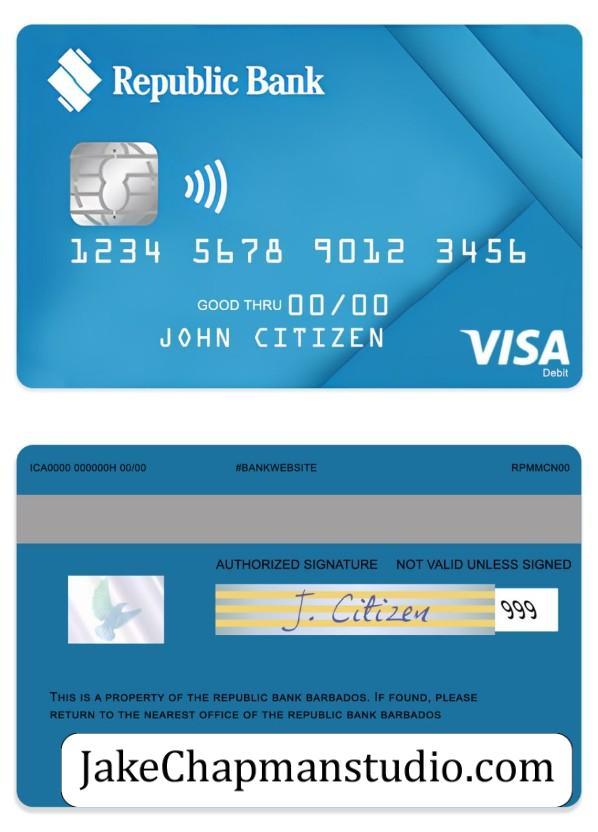 Republic Bank
1234 5678 9012 3456
GOOD THRU 00/00
JOHN CITIZEN
VISA
Debit
ICA0000 000000H 00/00 #BANKWEBSITE RPMMCN00
AUTHORIZED SIGNATURE NOT VALID UNLESS SIGNED
J. Citizen 999
THIS IS A PROPERTY OF THE REPUBLIC BANK BARBADOS. IF FOUND, PLEASE
RETURN TO THE NEAREST OFFICE OF THE REPUBLIC BANK BARBADOS
JakeChapmanstudio.com